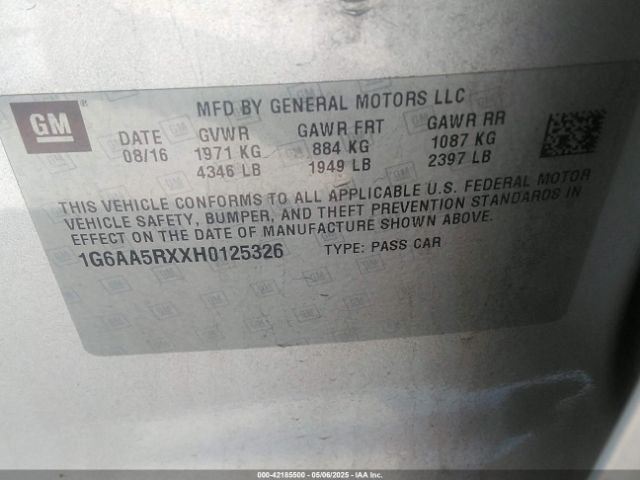 GM
MFD BY GENERAL MOTORS LLC
DATE GVWR GAWR FRT GAWR RR
08/16 1971 KG 884 KG 1087 KG
4346 LB 1949 LB 2397 LB
THIS VEHICLE CONFORMS TO ALL APPLICABLE U.S. FEDERAL MOTOR
VEHICLE SAFETY, BUMPER, AND THEFT PREVENTION STANDARDS IN
EFFECT ON THE DATE OF MANUFACTURE SHOWN ABOVE.
1G6AA5RXXH0125326 TYPE: PASS CAR
000-42185500 - 05/06/2025 - IAA Inc.